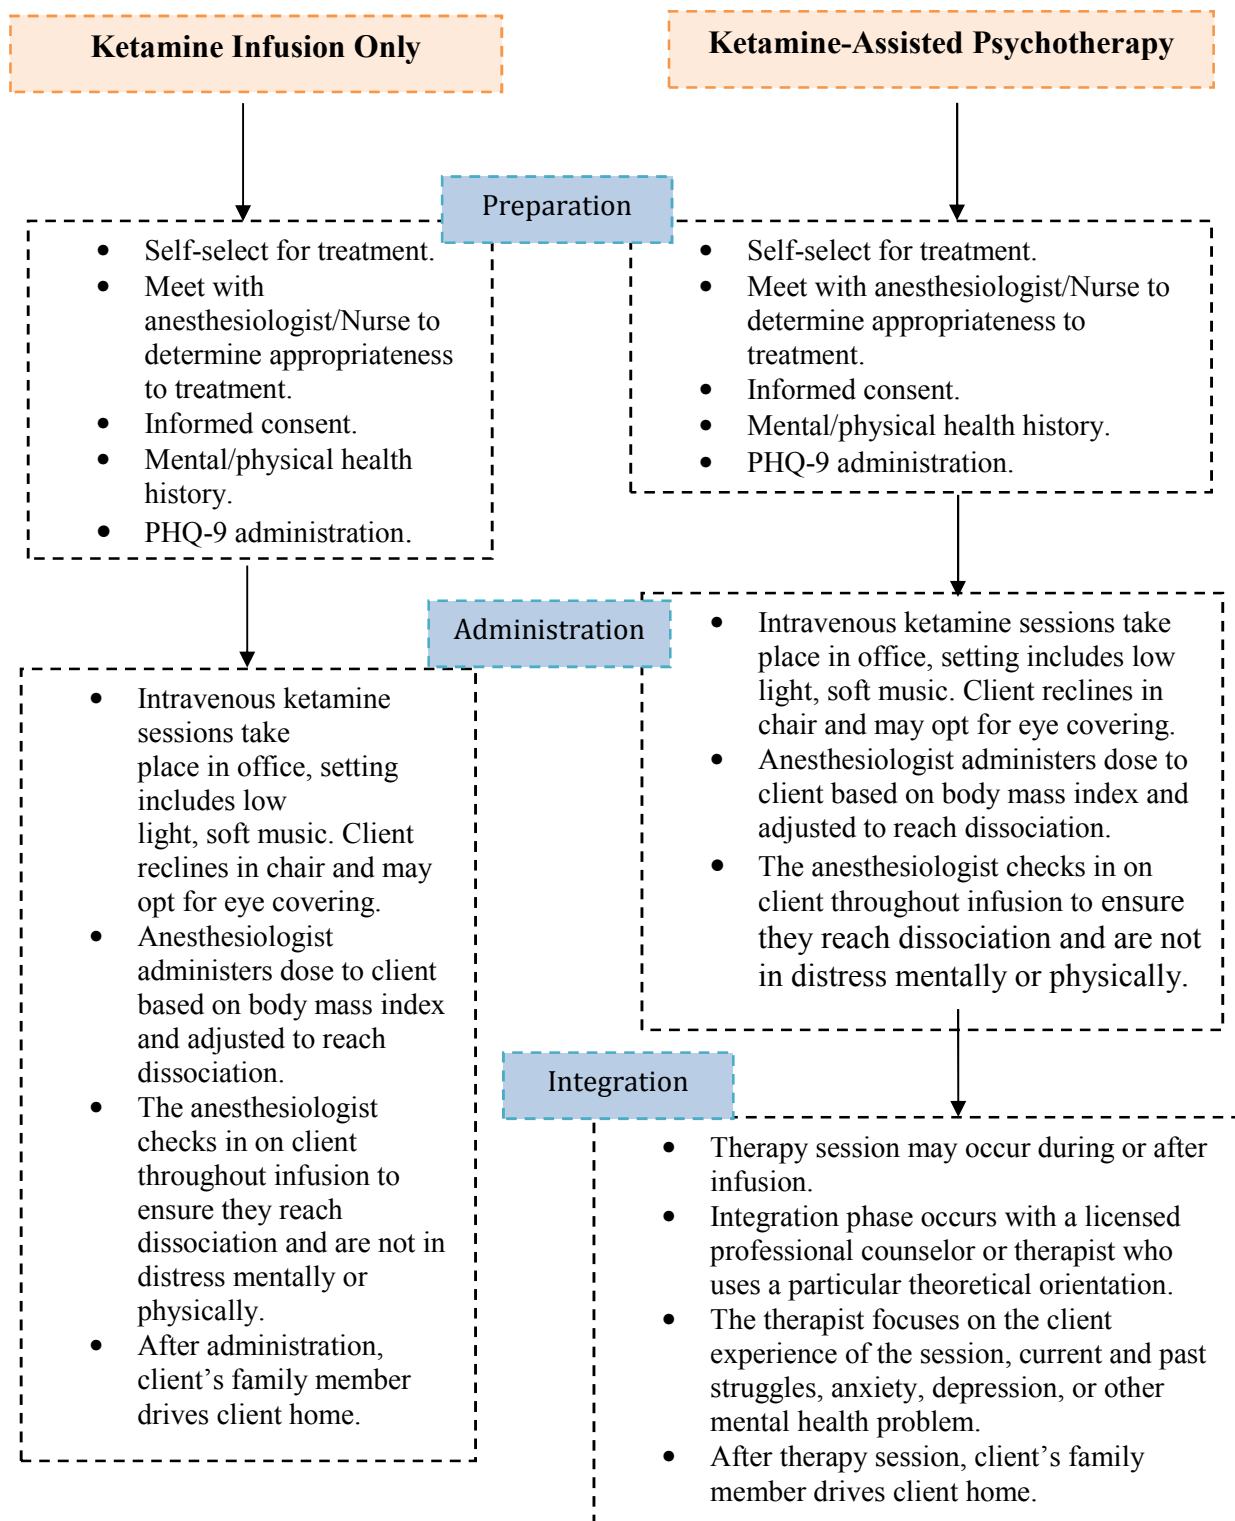 Ketamine Infusion Only
Ketamine-Assisted Psychotherapy
Preparation
• Self-select for treatment.
• Meet with
anesthesiologist/Nurse to
determine appropriateness
to treatment.
• Informed consent.
• Mental/physical health
history.
• PHQ-9 administration.
• Self-select for treatment.
• Meet with anesthesiologist/Nurse to
determine appropriateness to
treatment.
• Informed consent.
• Mental/physical health history.
• PHQ-9 administration.
Administration
• Intravenous ketamine
sessions take
place in office, setting
includes low
light, soft music. Client
reclines in chair and may
opt for eye covering.
• Anesthesiologist
administers dose to client
based on body mass index
and adjusted to reach
dissociation.
• The anesthesiologist
checks in on client
throughout infusion to
ensure they reach
dissociation and are not in
distress mentally or
physically.
• After administration,
client’s family member
drives client home.
• Intravenous ketamine sessions take
place in office, setting includes low
light, soft music. Client reclines in
chair and may opt for eye covering.
• Anesthesiologist administers dose to
client based on body mass index and
adjusted to reach dissociation.
• The anesthesiologist checks in on
client throughout infusion to ensure
they reach dissociation and are not
in distress mentally or physically.
Integration
• Therapy session may occur during or after
infusion.
• Integration phase occurs with a licensed
professional counselor or therapist who
uses a particular theoretical orientation.
• The therapist focuses on the client
experience of the session, current and past
struggles, anxiety, depression, or other
mental health problem.
• After therapy session, client’s family
member drives client home.